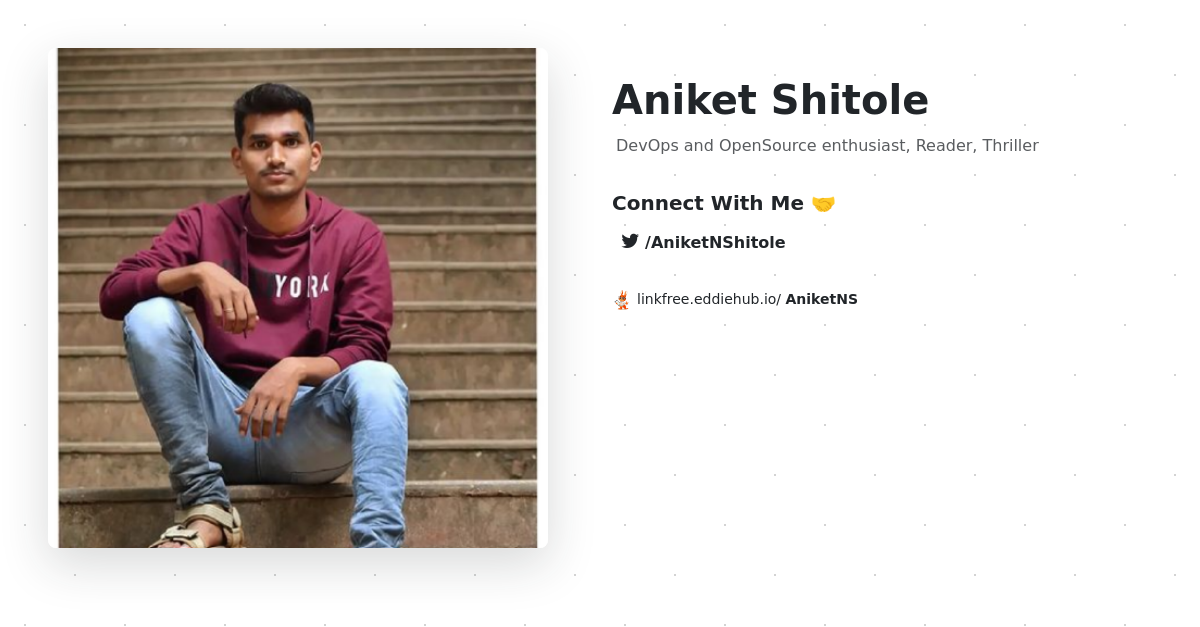 YORK
Aniket Shitole
DevOps and OpenSource enthusiast, Reader, Thriller
Connect With Me 🤝
/AniketNShitole
linkfree.eddiehub.io/ AniketNS